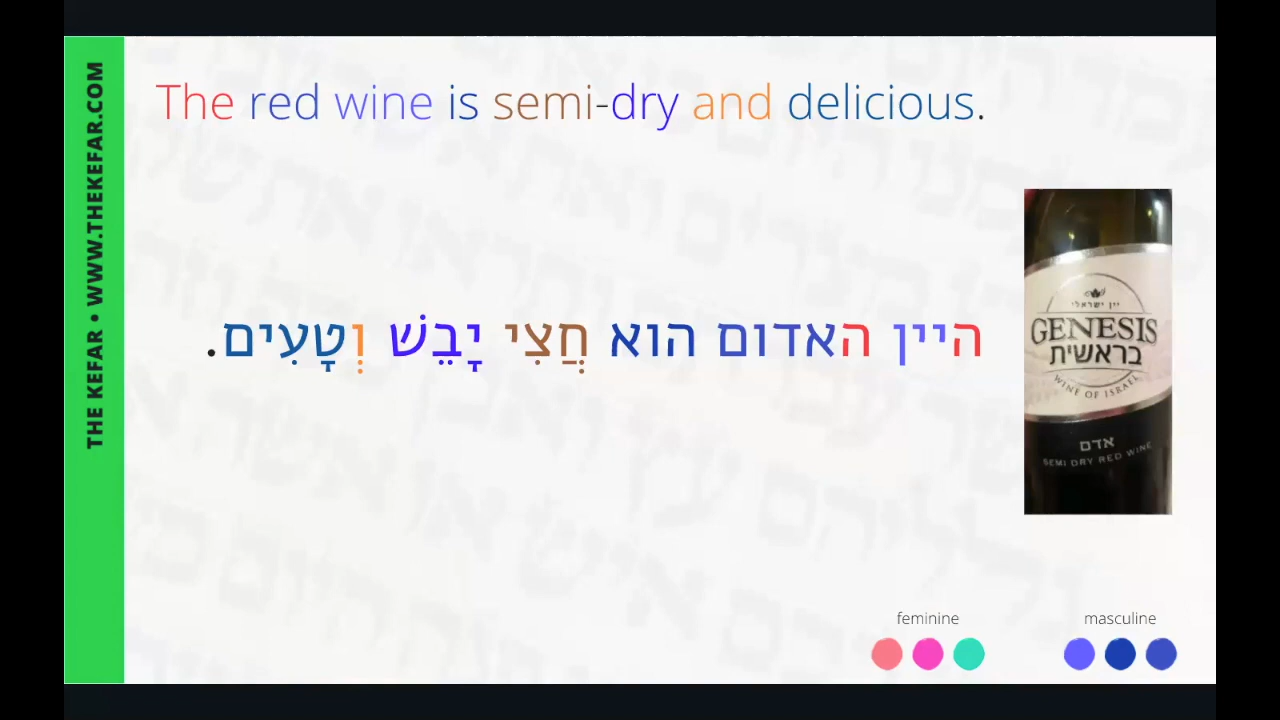 THE KEFAR • WWW.THEKEFAR.COM
The red wine is semi-dry and delicious.
היין האדום הוא חֲצִי יָבֵשׁ וְטָעִים.
יין ישראלי
GENESIS
בראשית
WINE OF ISRAEL
אדם
SEMI DRY RED WINE
feminine
masculine